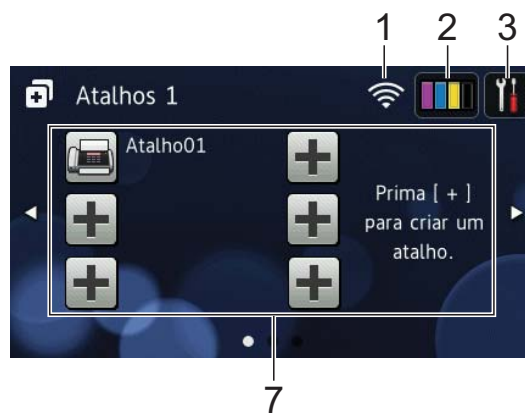 1 2 3
Atalhos 1
Atalho01
Prima [ + ]
para criar um
atalho.
7